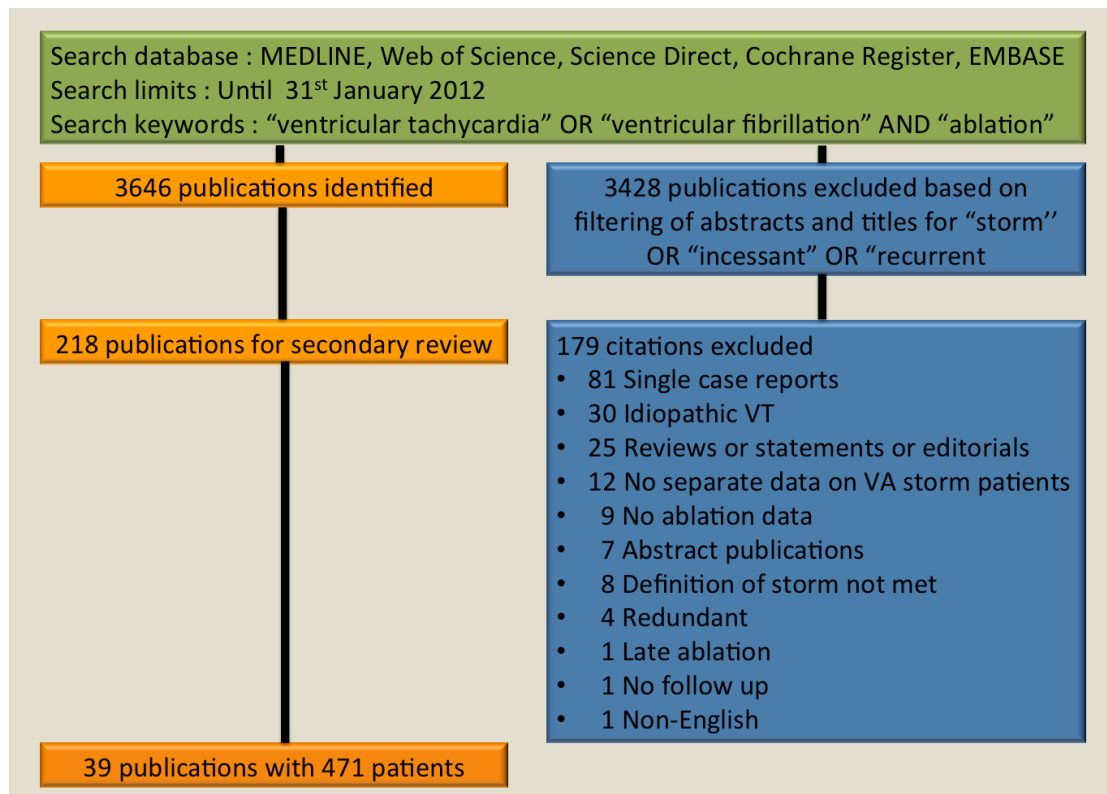 Search database : MEDLINE, Web of Science, Science Direct, Cochrane Register, EMBASE
Search limits : Until 31st January 2012
Search keywords : “ventricular tachycardia” OR “ventricular fibrillation” AND “ablation”
3646 publications identified
3428 publications excluded based on
filtering of abstracts and titles for “storm’’
OR “incessant” OR “recurrent
218 publications for secondary review
179 citations excluded
• 81 Single case reports
• 30 Idiopathic VT
• 25 Reviews or statements or editorials
• 12 No separate data on VA storm patients
• 9 No ablation data
• 7 Abstract publications
• 8 Definition of storm not met
• 4 Redundant
• 1 Late ablation
• 1 No follow up
• 1 Non-English
39 publications with 471 patients